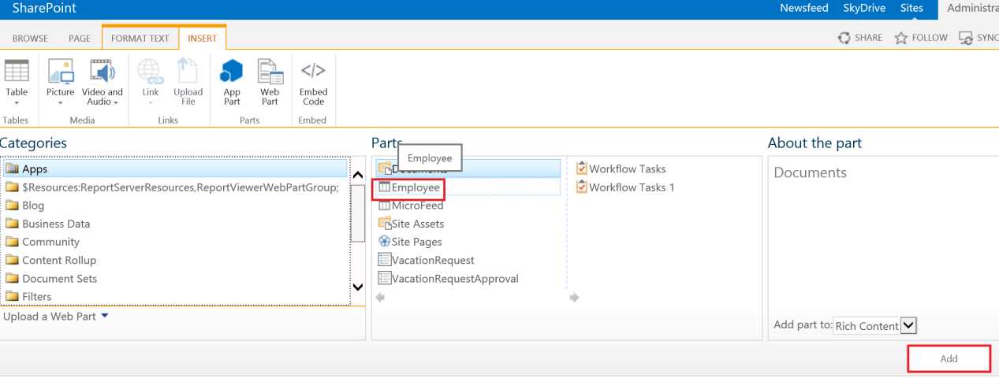 SharePoint
Newsfeed SkyDrive Sites Administra
BROWSE PAGE FORMAT TEXT INSERT
SHARE FOLLOW SYNC
Table
Picture
Video and
Audio
Link
Upload
File
App
Part
Web
Part
Embed
Code
Tables
Media
Links
Parts
Embed
Categories
Apps
$Resources:ReportServerResources,ReportViewerWebPartGroup;
Blog
Business Data
Community
Content Rollup
Document Sets
Filters
Upload a Web Part
Parts
Employee
Documents
Employee
MicroFeed
Site Assets
Site Pages
VacationRequest
VacationRequestApproval
Workflow Tasks
Workflow Tasks 1
About the part
Documents
Add part to: Rich Content
Add